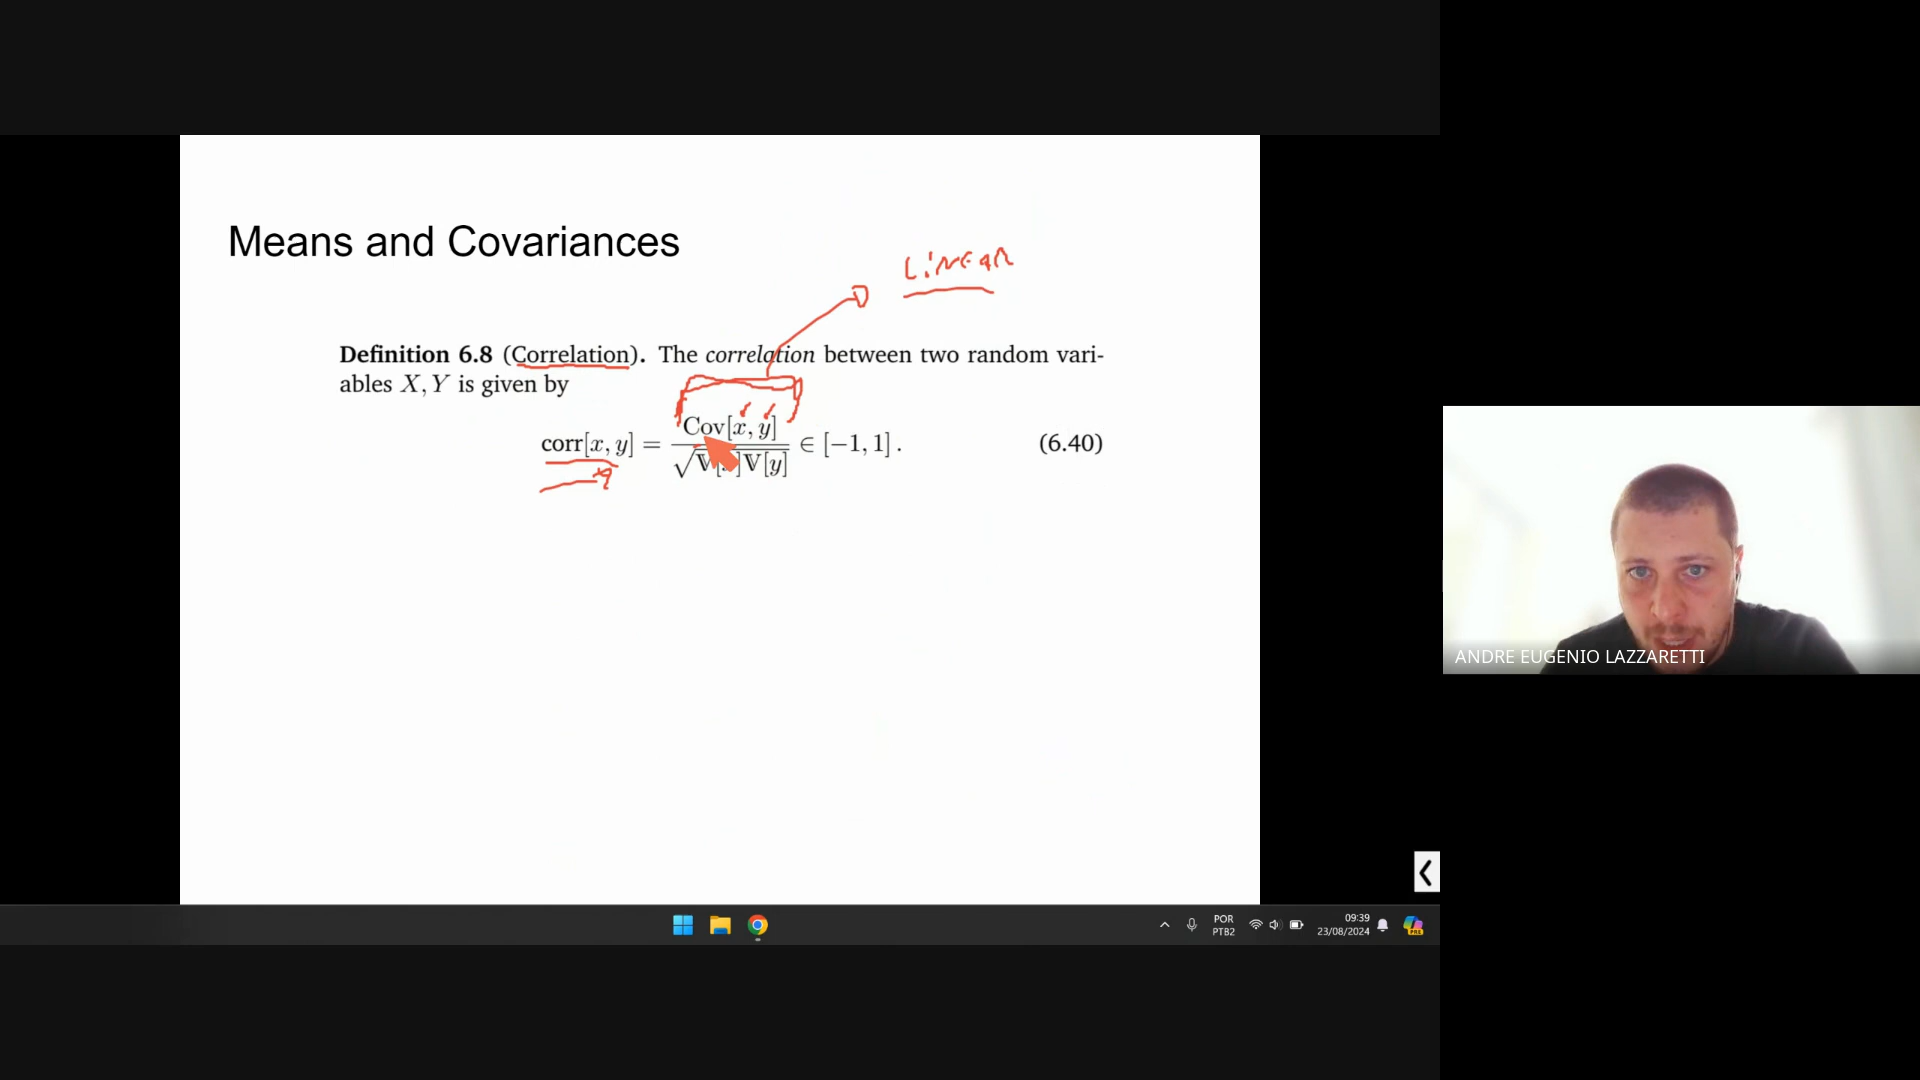 Means and Covariances
LINEAR
Definition 6.8 (Correlation). The correlation between two random vari-
ables X, Y is given by
corr[x, y] = Cov[x, y] / √V[x]V[y] ∈ [−1, 1] . (6.40)
ANDRE EUGENIO LAZZARETTI
POR
PTB2
09:39
23/08/2024
PRE